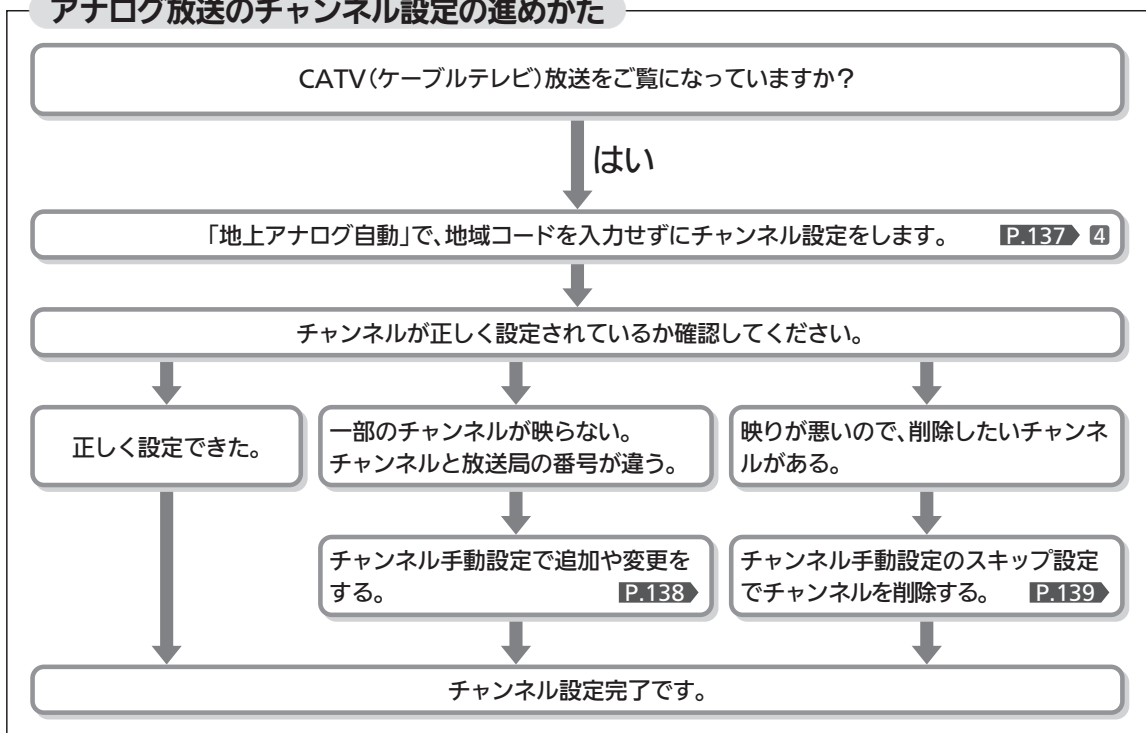 アナログ放送のチャンネル設定の進めかた
CATV(ケーブルテレビ)放送をご覧になっていますか?
はい
「地上アナログ自動」で、地域コードを入力せずにチャンネル設定をします。 P.137 4
チャンネルが正しく設定されているか確認してください。
正しく設定できた。
一部のチャンネルが映らない。
チャンネルと放送局の番号が違う。
映りが悪いので、削除したいチャンネ
ルがある。
チャンネル手動設定で追加や変更を
する。 P.138
チャンネル手動設定のスキップ設定
でチャンネルを削除する。 P.139
チャンネル設定完了です。